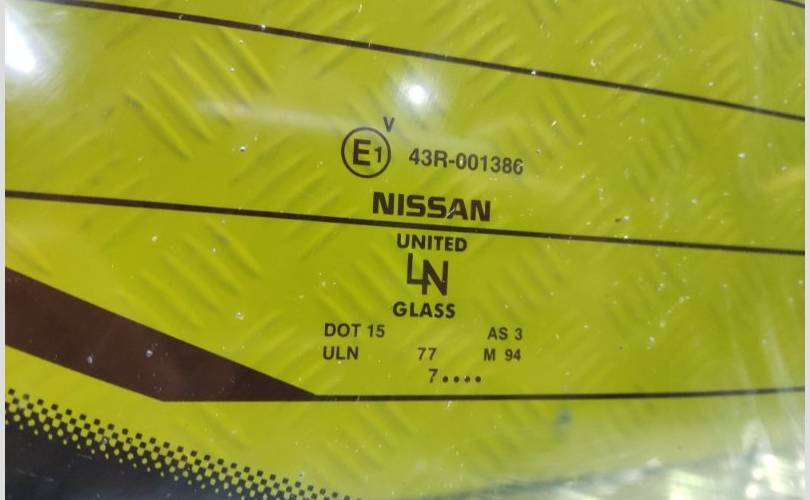 V
E1 43R-001386
NISSAN
UNITED
LN
GLASS
DOT 15 AS 3
ULN 77 M 94
7••••